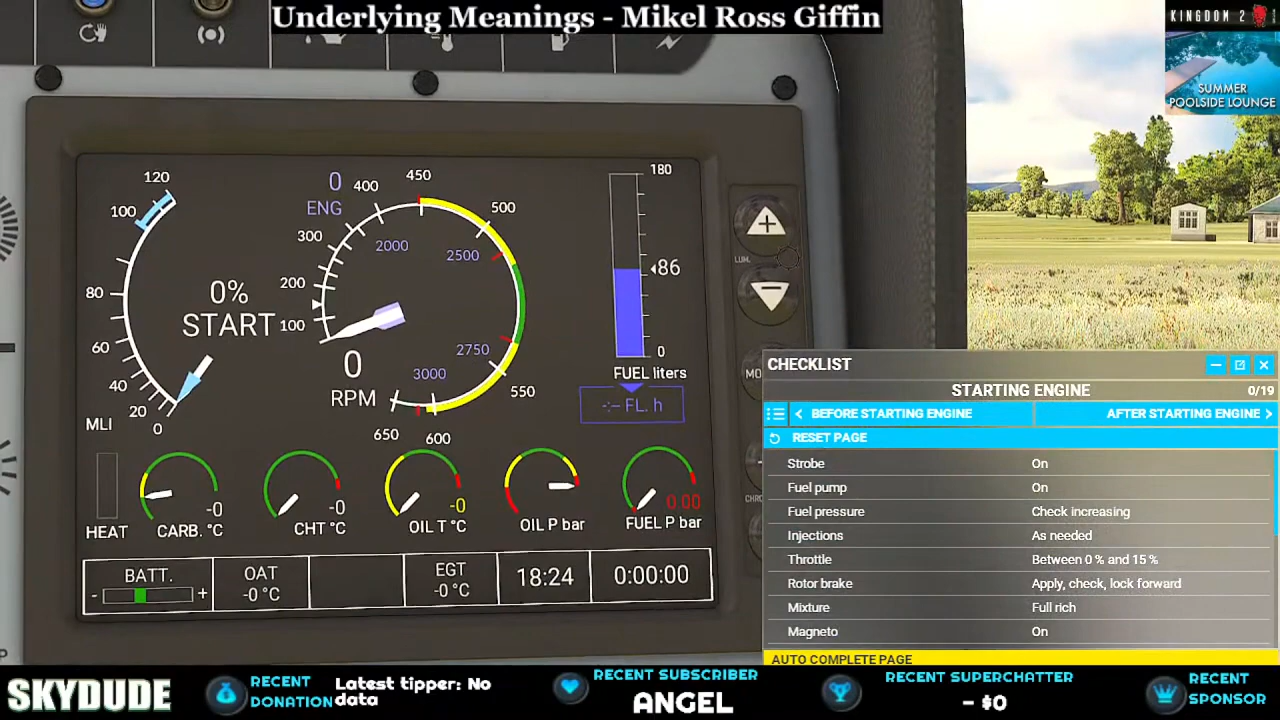 Underlying Meanings - Mikel Ross Giffin
KINGDOM 2
SUMMER
POOLSIDE LOUNGE
120
100
80
60
40
20
0
MLI
0%
START
0
ENG
100
200
300
400
450
500
550
600
650
2000
2500
2750
3000
0
RPM
180
86
0
FUEL liters
-:-- FL. h
LUM.
HEAT
-0
CARB. °C
-0
CHT °C
-0
OIL T °C
OIL P bar
0.00
FUEL P bar
BATT.
- +
OAT
-0 °C
EGT
-0 °C
18:24
0:00:00
MO
CHRO
CHECKLIST
STARTING ENGINE 0/19
< BEFORE STARTING ENGINE AFTER STARTING ENGINE >
RESET PAGE
Strobe On
Fuel pump On
Fuel pressure Check increasing
Injections As needed
Throttle Between 0 % and 15 %
Rotor brake Apply, check, lock forward
Mixture Full rich
Magneto On
AUTO COMPLETE PAGE
SKYDUDE
RECENT
DONATION
Latest tipper: No
data
RECENT SUBSCRIBER
ANGEL
RECENT SUPERCHATTER
- $0
RECENT
SPONSOR